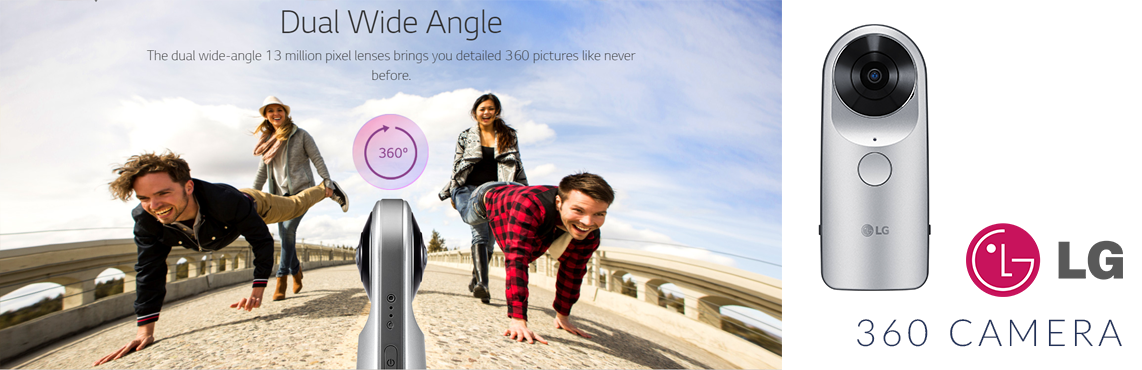 Dual Wide Angle
The dual wide-angle 13 million pixel lenses brings you detailed 360 pictures like never
before.
360°
LG
LG
360 CAMERA